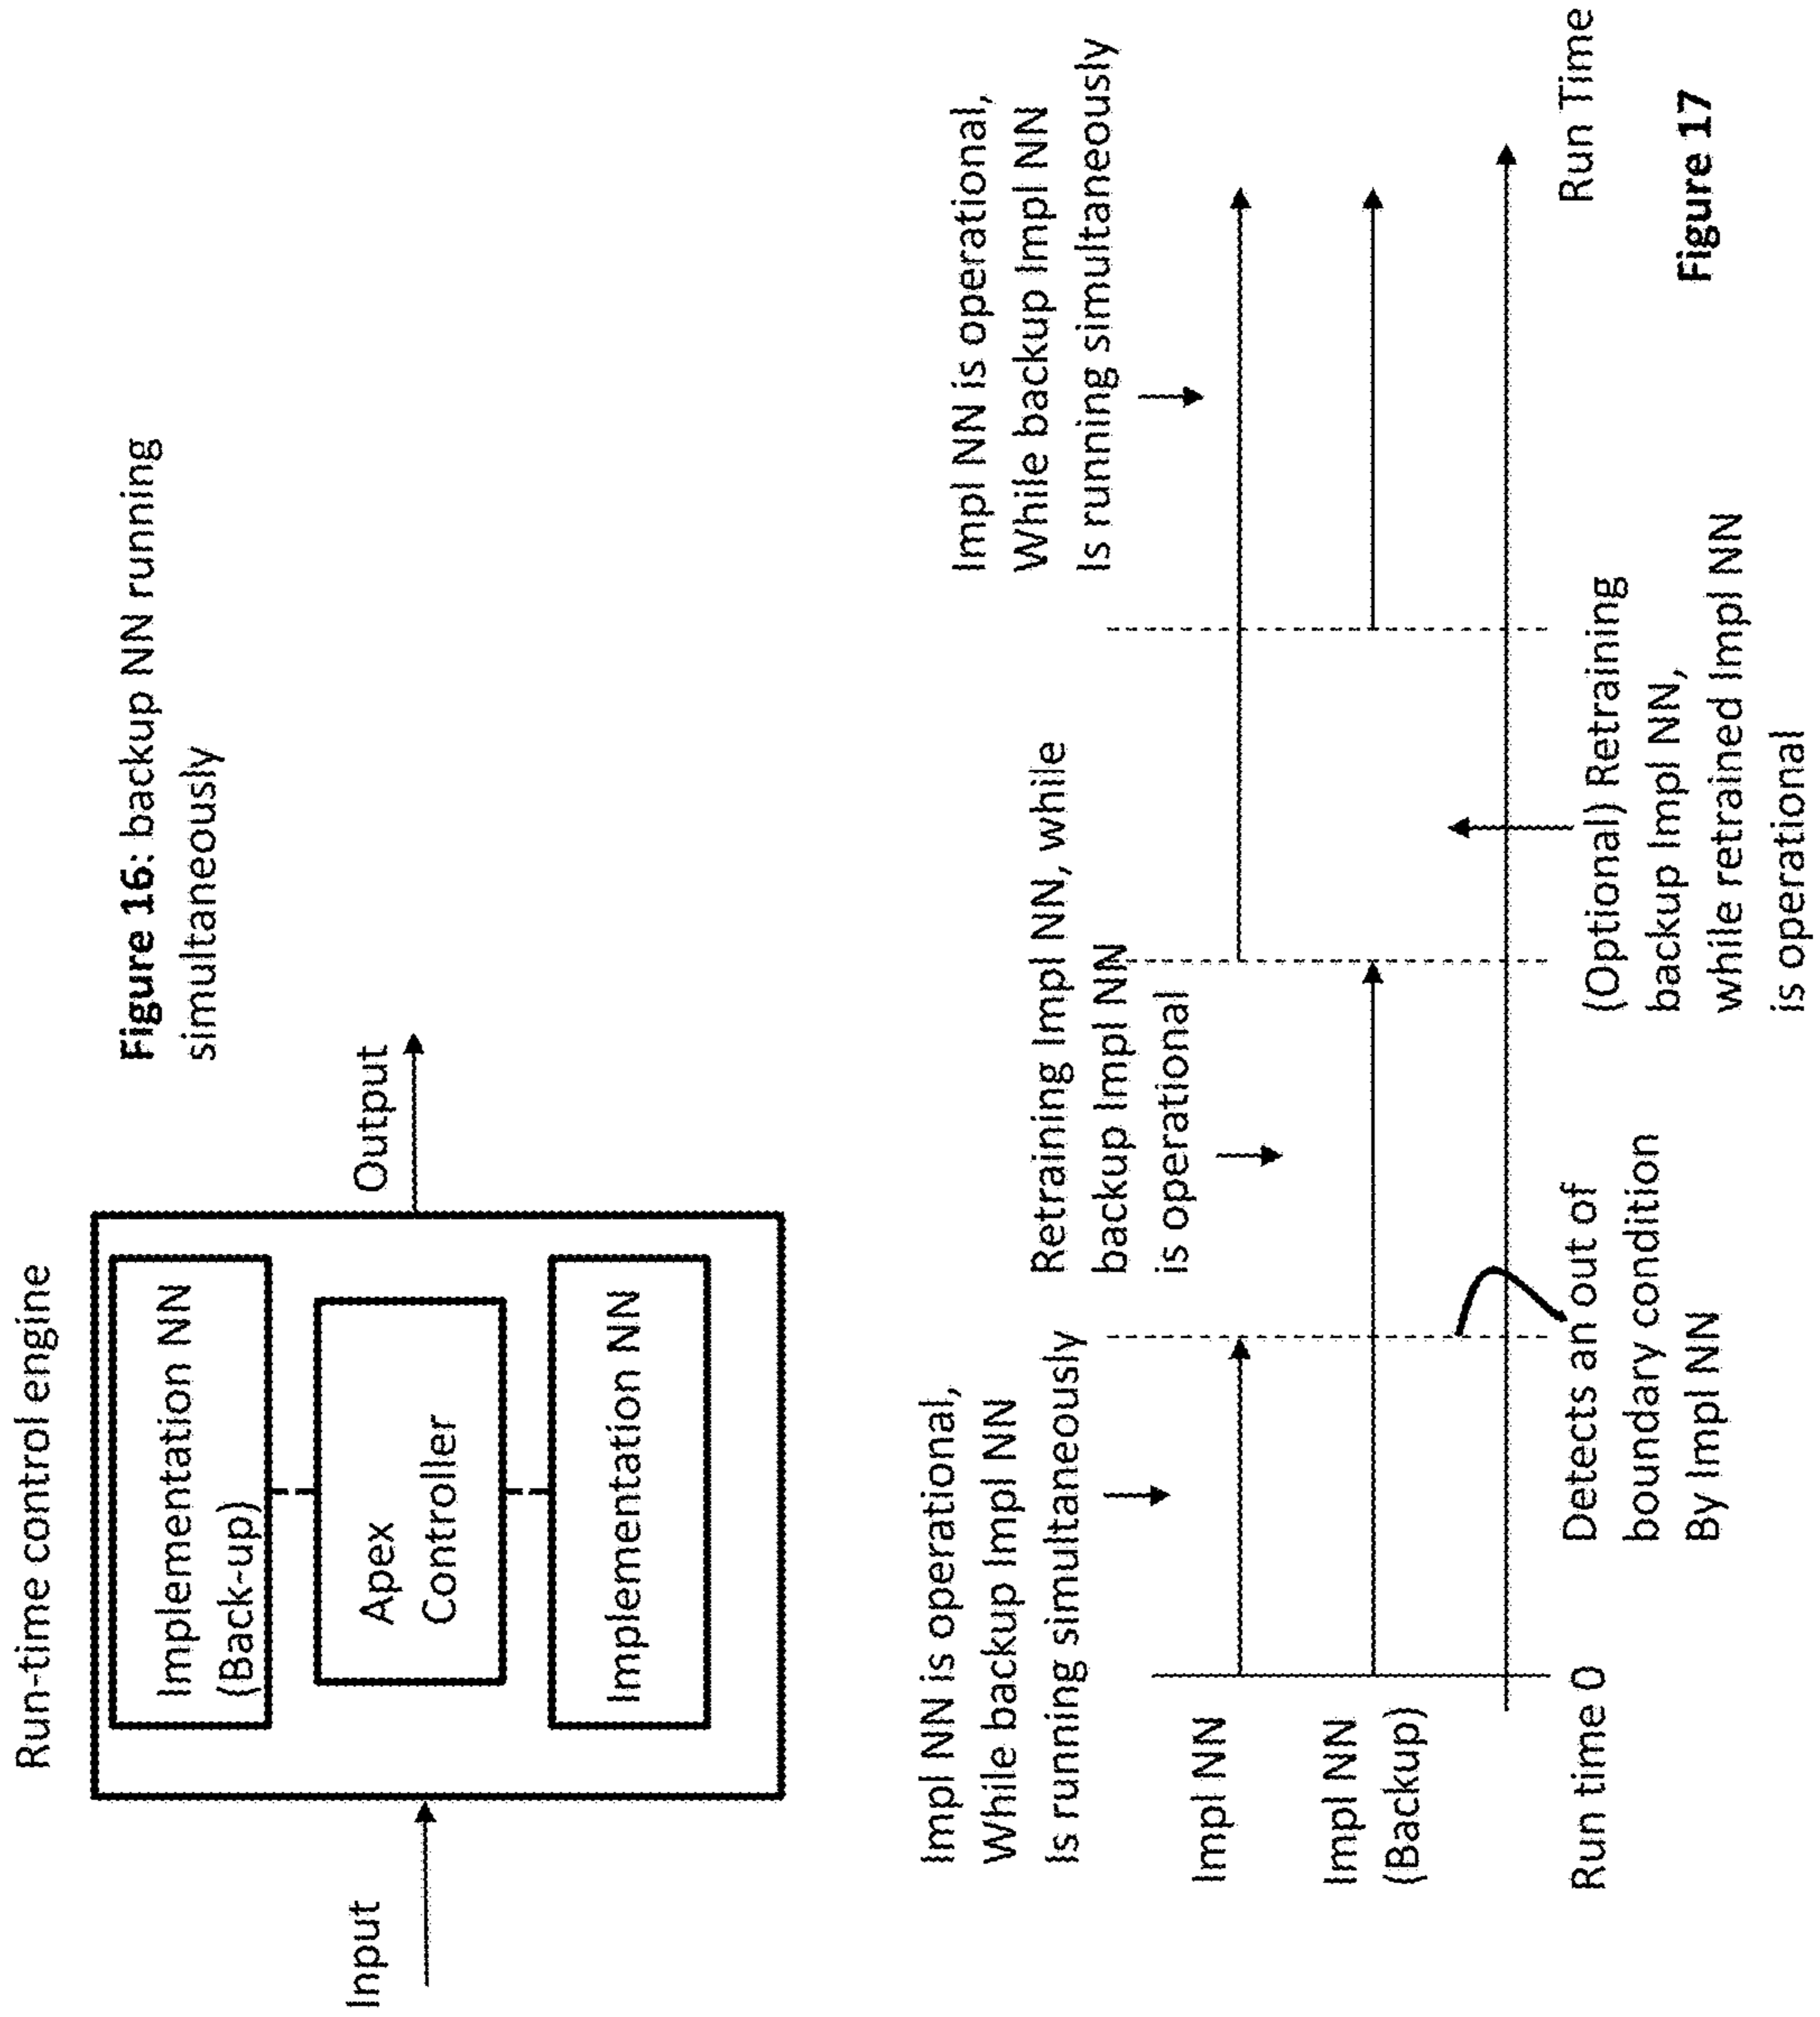 Run-time control engine
Input
Implementation NN
(Back-up)
Apex
Controller
Implementation NN
Output
Figure 16: backup NN running
simultaneously
Impl NN is operational,
While backup Impl NN
Is running simultaneously
Retraining Impl NN, while
backup Impl NN
is operational
Impl NN is operational,
While backup Impl NN
Is running simultaneously
Impl NN
Impl NN
(Backup)
Run time 0
Detects an out of
boundary condition
By Impl NN
(Optional) Retraining
backup Impl NN,
while retrained Impl NN
is operational
Run Time
Figure 17